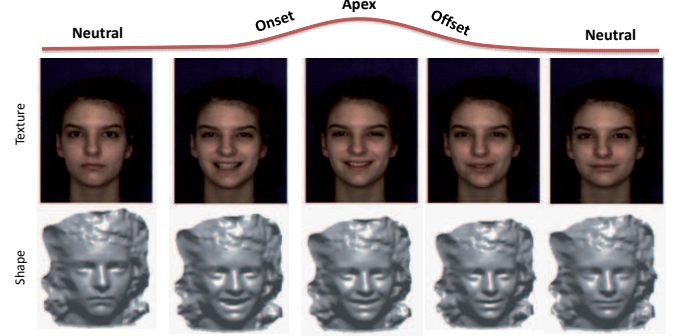 Apex
Onset
Offset
Neutral
Neutral
Texture
Shape